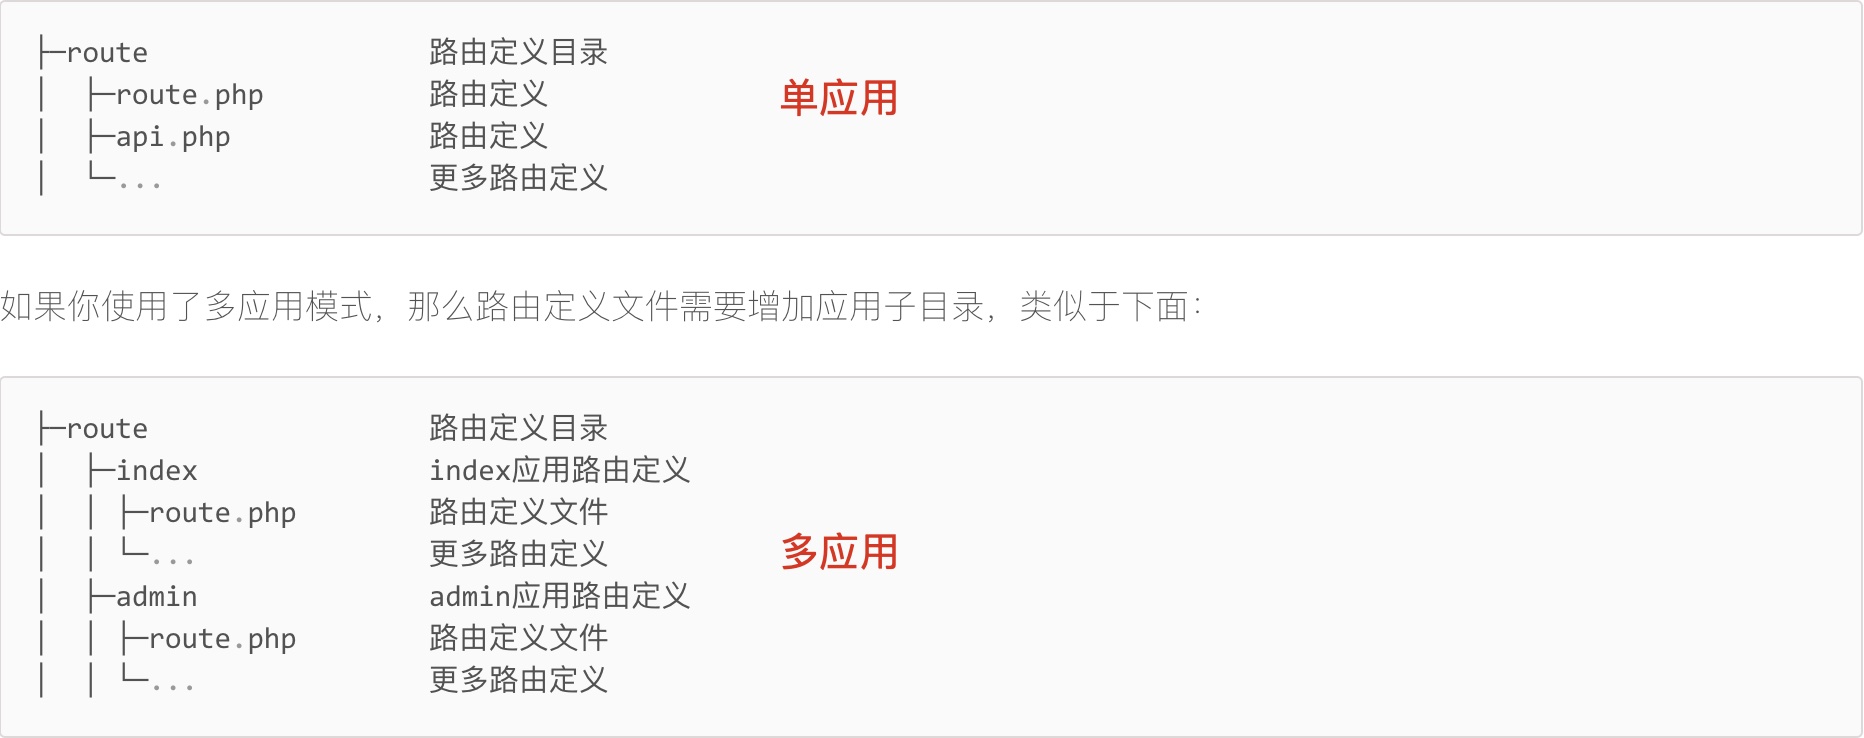 ├─route                 路由定义目录
│  ├─route.php          路由定义
单应用
│  ├─api.php            路由定义
│  └─...                更多路由定义
如果你使用了多应用模式，那么路由定义文件需要增加应用子目录，类似于下面：
├─route                 路由定义目录
│  ├─index              index应用路由定义
│  │ ├─route.php        路由定义文件
│  │ └─...              更多路由定义
多应用
│  ├─admin              admin应用路由定义
│  │ ├─route.php        路由定义文件
│  │ └─...              更多路由定义